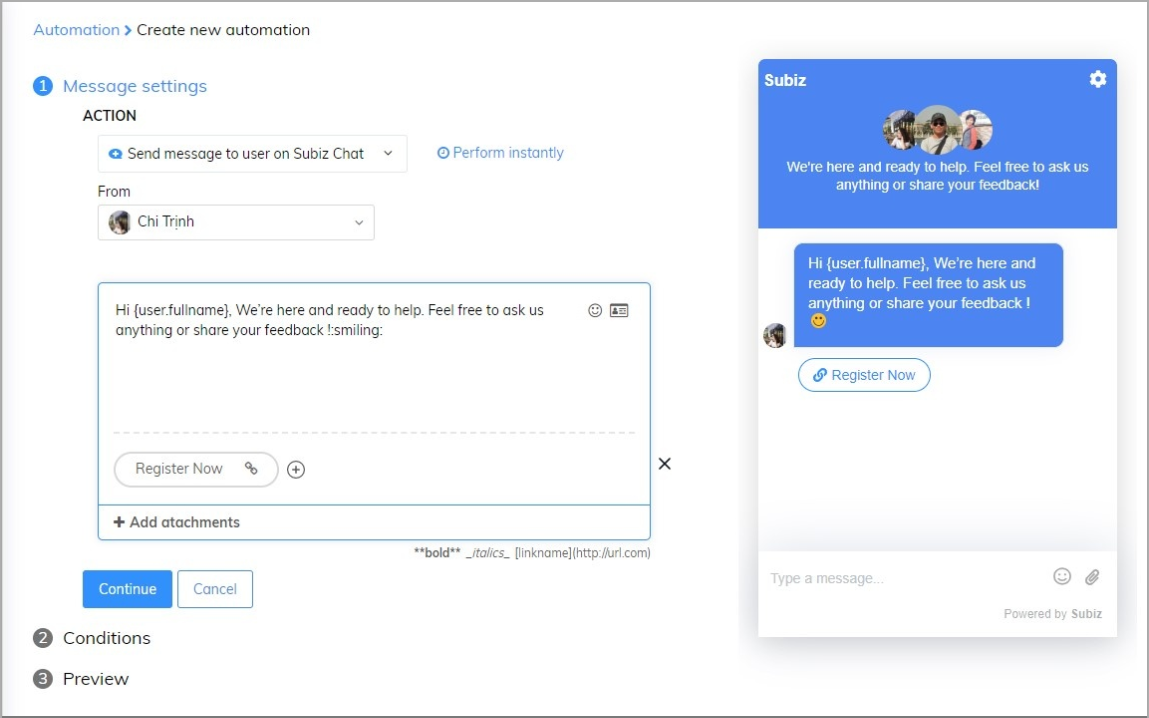 Automation > Create new automation
1 Message settings
ACTION
Send message to user on Subiz Chat
Perform instantly
From
Chi Trịnh
Hi {user.fullname}, We're here and ready to help. Feel free to ask us
anything or share your feedback !:smiling:
Register Now
+ Add atachments
**bold** _italics_ [linkname](http://url.com)
Continue
Cancel
2 Conditions
3 Preview
Subiz
We're here and ready to help. Feel free to ask us
anything or share your feedback!
Hi {user.fullname}, We're here and
ready to help. Feel free to ask us
anything or share your feedback !
Register Now
Type a message...
Powered by Subiz